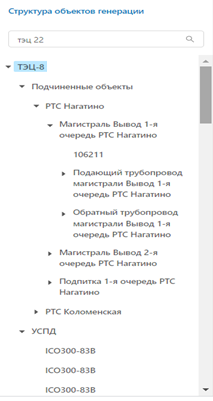 Структура объектов генерации
тэц 22
ТЭЦ-8
Подчиненные объекты
РТС Нагатино
Магистраль Вывод 1-я
очередь РТС Нагатино
106211
Подающий трубопровод
магистрали Вывод 1-я
очередь РТС Нагатино
Обратный трубопровод
магистрали Вывод 1-я
очередь РТС Нагатино
Магистраль Вывод 2-я
очередь РТС Нагатино
Подпитка 1-я очередь РТС
Нагатино
РТС Коломенская
УСПД
ICO300-83B
ICO300-83B
ICO300-83B